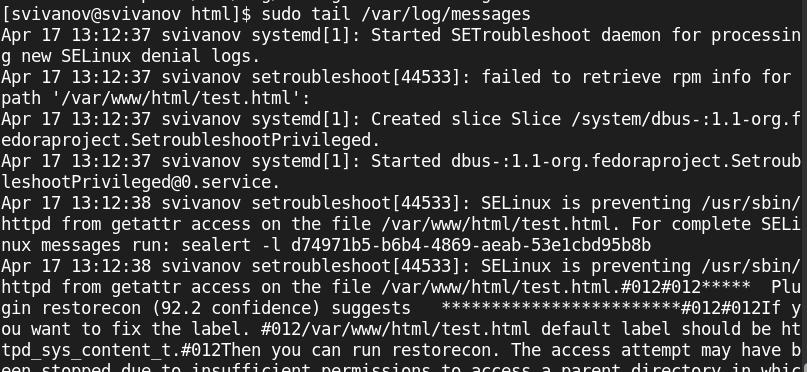 [svivanov@svivanov html]$ sudo tail /var/log/messages
Apr 17 13:12:37 svivanov systemd[1]: Started SETroubleshoot daemon for processin
g new SELinux denial logs.
Apr 17 13:12:37 svivanov setroubleshoot[44533]: failed to retrieve rpm info for
path '/var/www/html/test.html':
Apr 17 13:12:37 svivanov systemd[1]: Created slice Slice /system/dbus-:1.1-org.f
edoraproject.SetroubleshootPrivileged.
Apr 17 13:12:37 svivanov systemd[1]: Started dbus-:1.1-org.fedoraproject.Setroub
leshootPrivileged@0.service.
Apr 17 13:12:38 svivanov setroubleshoot[44533]: SELinux is preventing /usr/sbin/
httpd from getattr access on the file /var/www/html/test.html. For complete SELi
nux messages run: sealert -l d74971b5-b6b4-4869-aeab-53e1cbd95b8b
Apr 17 13:12:38 svivanov setroubleshoot[44533]: SELinux is preventing /usr/sbin/
httpd from getattr access on the file /var/www/html/test.html.#012#012*****  Plu
gin restorecon (92.2 confidence) suggests   ************************#012#012If y
ou want to fix the label. #012/var/www/html/test.html default label should be ht
tpd_sys_content_t.#012Then you can run restorecon. The access attempt may have b
een stopped due to insufficient permissions to access a parent directory in whic